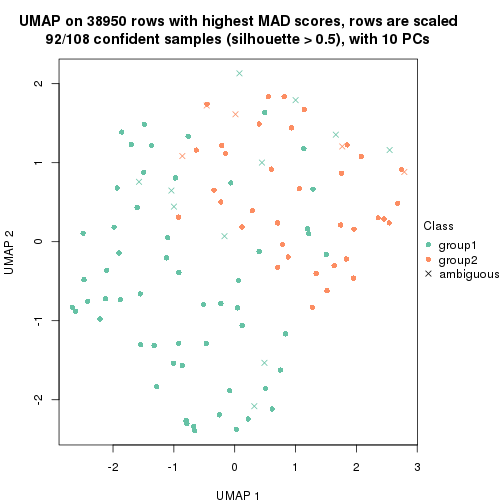 UMAP on 38950 rows with highest MAD scores, rows are scaled
92/108 confident samples (silhouette > 0.5), with 10 PCs
2
1
0
-1
-2
UMAP 2
-2
-1
0
1
2
3
UMAP 1
Class
group1
group2
ambiguous